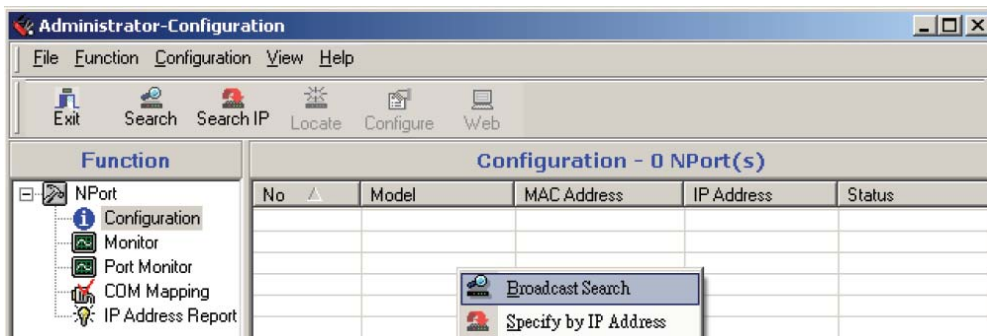 Administrator-Configuration
File Function Configuration View Help
Exit Search Search IP Locate Configure Web
Function
Configuration - 0 NPort(s)
NPort
Configuration
Monitor
Port Monitor
COM Mapping
IP Address Report
No Model MAC Address IP Address Status
Broadcast Search
Specify by IP Address